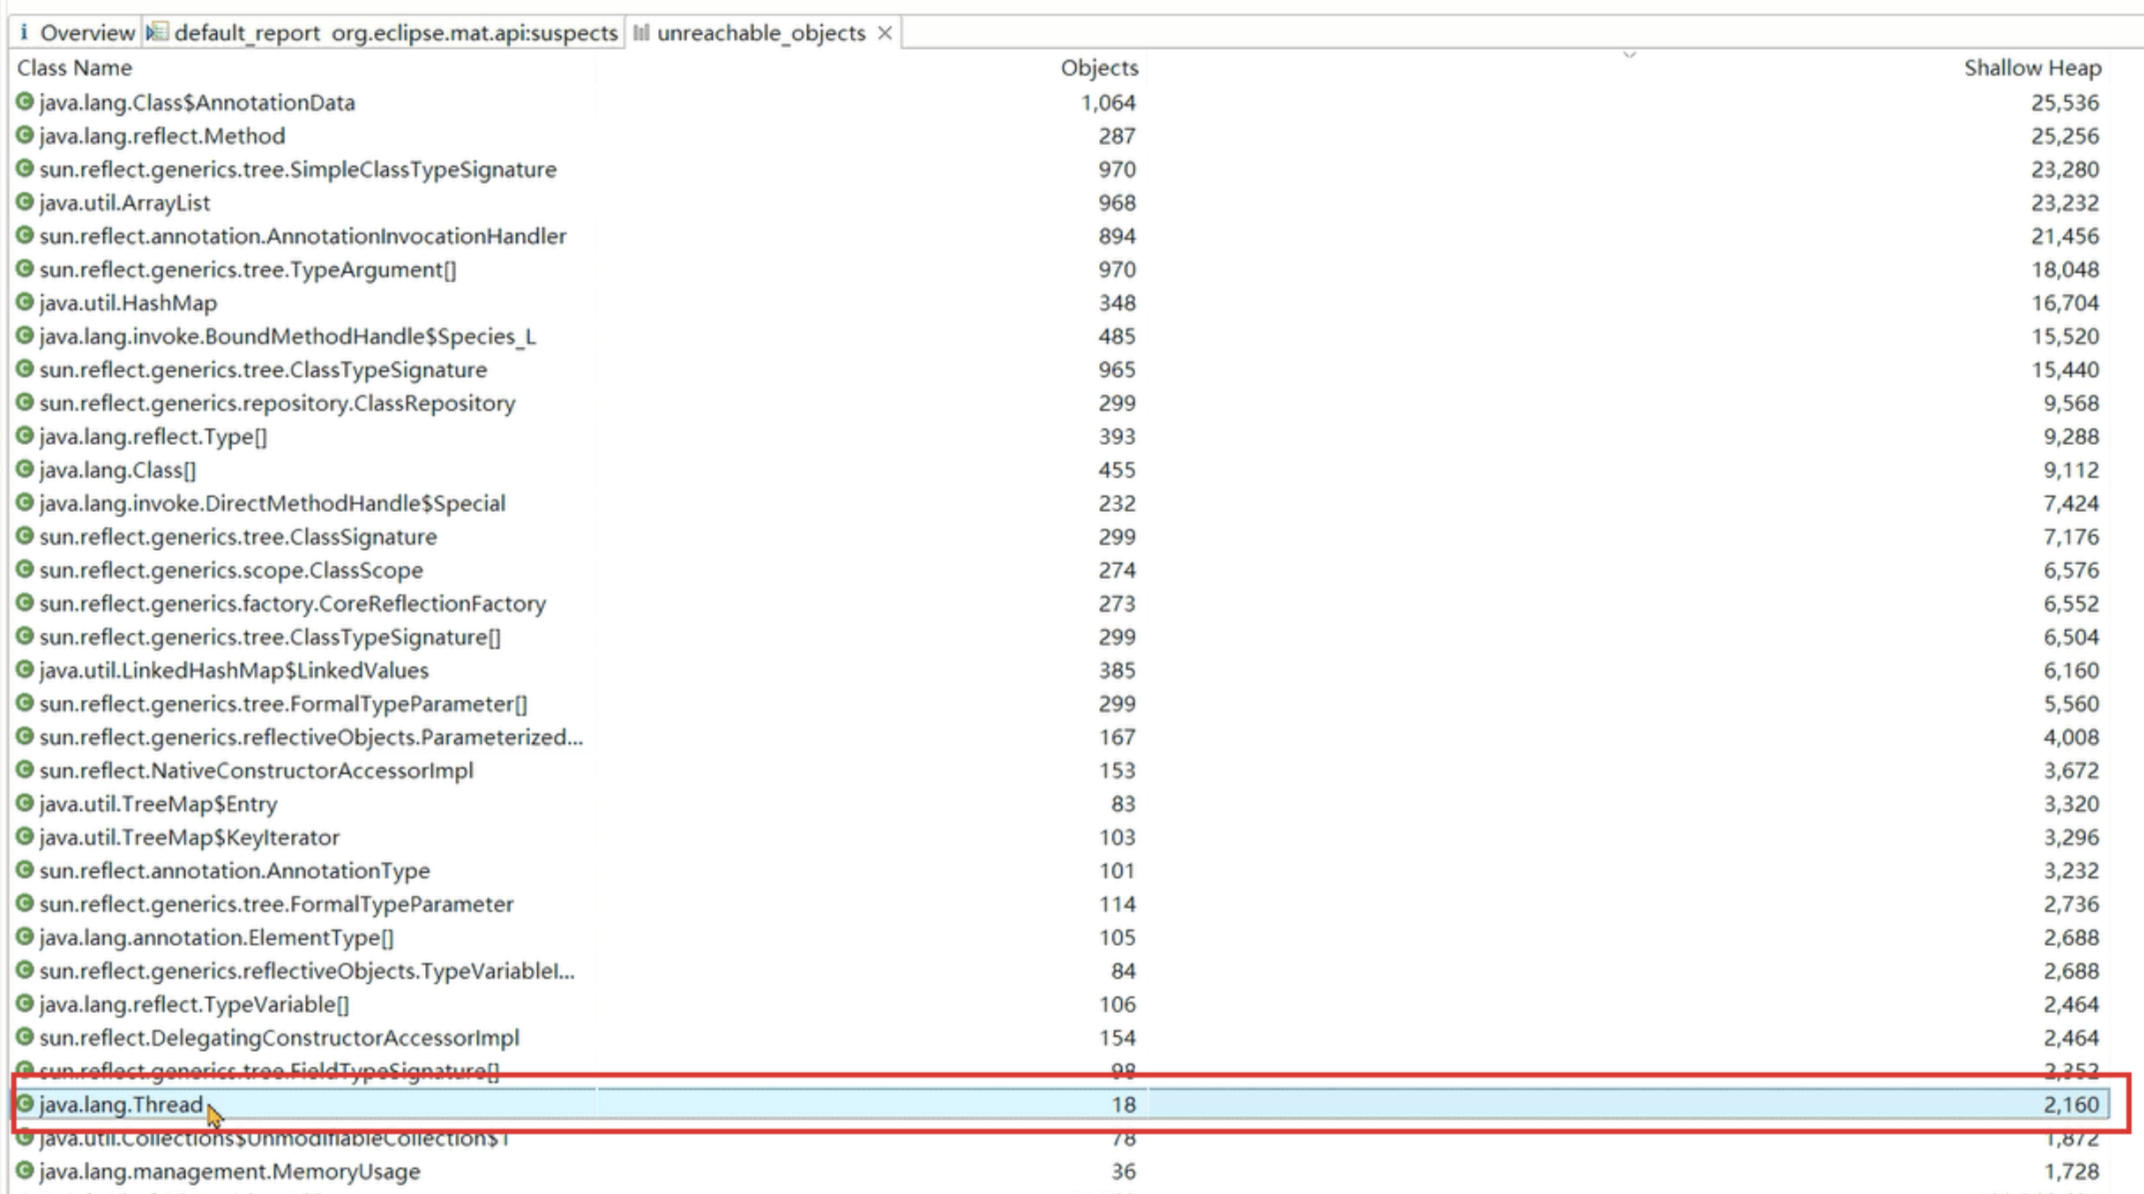 Overview default_report org.eclipse.mat.api:suspects unreachable_objects
Class Name Objects Shallow Heap
java.lang.Class$AnnotationData 1,064 25,536
java.lang.reflect.Method 287 25,256
sun.reflect.generics.tree.SimpleClassTypeSignature 970 23,280
java.util.ArrayList 968 23,232
sun.reflect.annotation.AnnotationInvocationHandler 894 21,456
sun.reflect.generics.tree.TypeArgument[] 970 18,048
java.util.HashMap 348 16,704
java.lang.invoke.BoundMethodHandle$Species_L 485 15,520
sun.reflect.generics.tree.ClassTypeSignature 965 15,440
sun.reflect.generics.repository.ClassRepository 299 9,568
java.lang.reflect.Type[] 393 9,288
java.lang.Class[] 455 9,112
java.lang.invoke.DirectMethodHandle$Special 232 7,424
sun.reflect.generics.tree.ClassSignature 299 7,176
sun.reflect.generics.scope.ClassScope 274 6,576
sun.reflect.generics.factory.CoreReflectionFactory 273 6,552
sun.reflect.generics.tree.ClassTypeSignature[] 299 6,504
java.util.LinkedHashMap$LinkedValues 385 6,160
sun.reflect.generics.tree.FormalTypeParameter[] 299 5,560
sun.reflect.generics.reflectiveObjects.Parameterized... 167 4,008
sun.reflect.NativeConstructorAccessorImpl 153 3,672
java.util.TreeMap$Entry 83 3,320
java.util.TreeMap$KeyIterator 103 3,296
sun.reflect.annotation.AnnotationType 101 3,232
sun.reflect.generics.tree.FormalTypeParameter 114 2,736
java.lang.annotation.ElementType[] 105 2,688
sun.reflect.generics.reflectiveObjects.TypeVariableI... 84 2,688
java.lang.reflect.TypeVariable[] 106 2,464
sun.reflect.DelegatingConstructorAccessorImpl 154 2,464
sun.reflect.generics.tree.FieldTypeSignature[] 98 2,352
java.lang.Thread 18 2,160
java.util.Collections$UnmodifiableCollection$1 78 1,872
java.lang.management.MemoryUsage 36 1,728